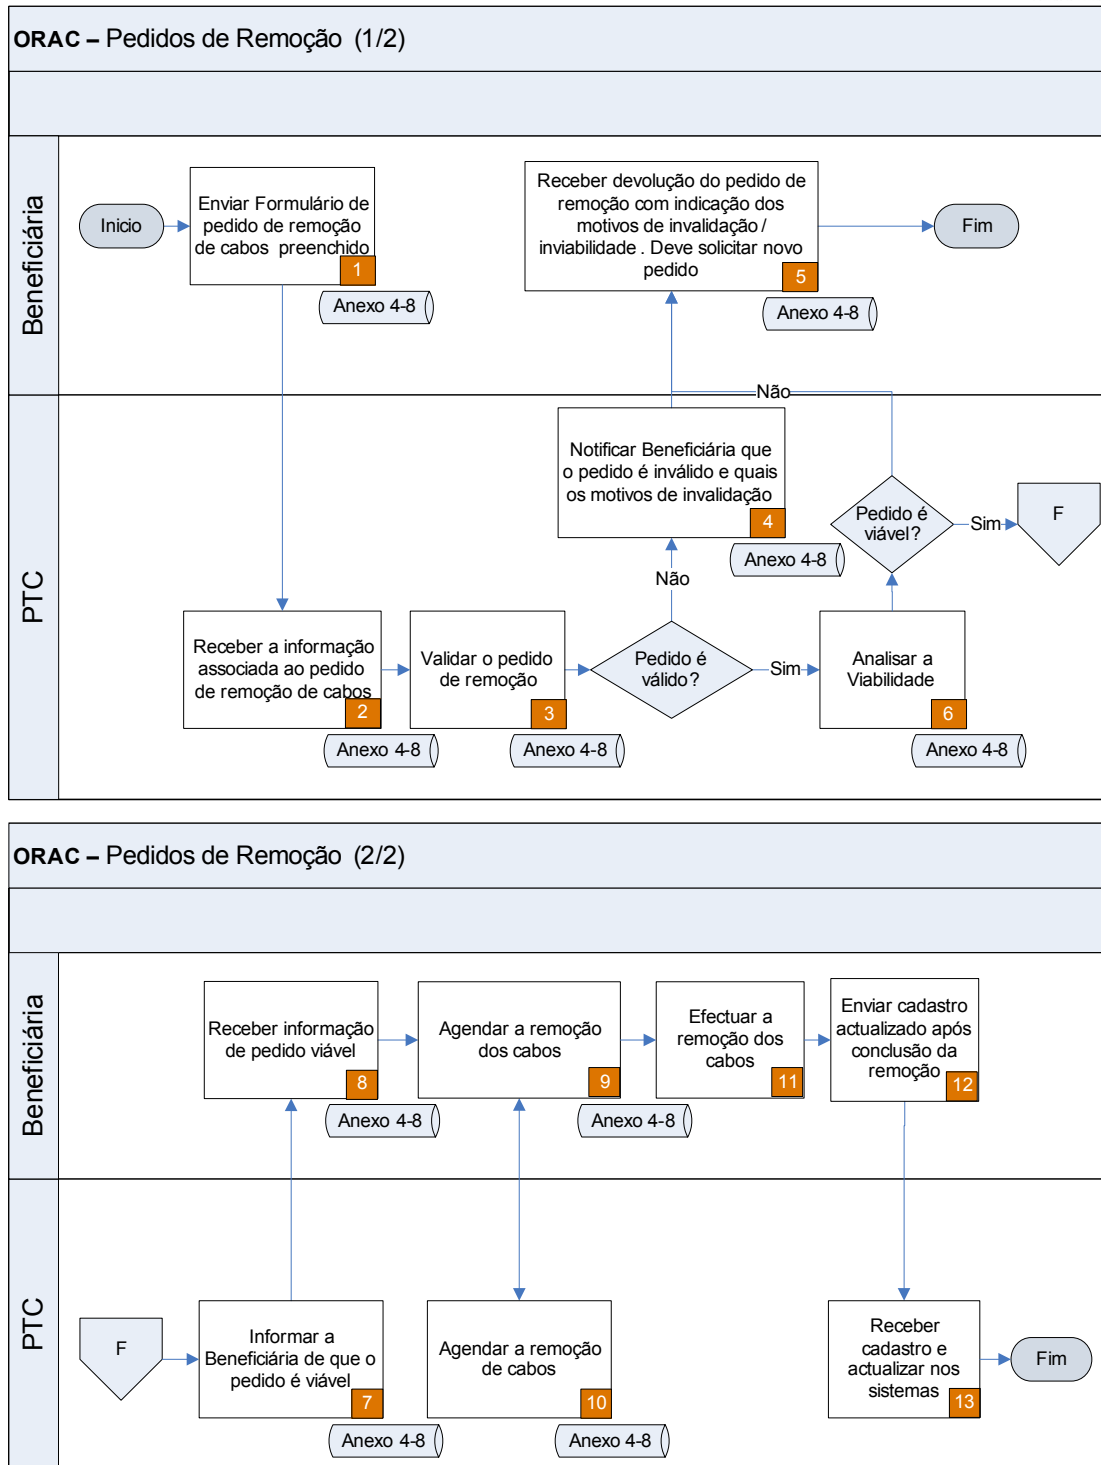 ORAC – Pedidos de Remoção (1/2)
Beneficiária
Inicio
Enviar Formulário de
pedido de remoção
de cabos preenchido
1
Anexo 4-8
Receber devolução do pedido de
remoção com indicação dos
motivos de invalidação /
inviabilidade . Deve solicitar novo
pedido
5
Anexo 4-8
Fim
PTC
Não
Notificar Beneficiária que
o pedido é inválido e quais
os motivos de invalidação
4
Anexo 4-8
Não
Pedido é
viável?
Sim
F
Receber a informação
associada ao pedido
de remoção de cabos
2
Anexo 4-8
Validar o pedido
de remoção
3
Anexo 4-8
Pedido é
válido?
Sim
Analisar a
Viabilidade
6
Anexo 4-8
ORAC – Pedidos de Remoção (2/2)
Beneficiária
Receber informação
de pedido viável
8
Anexo 4-8
Agendar a remoção
dos cabos
9
Anexo 4-8
Efectuar a
remoção dos
cabos
11
Enviar cadastro
actualizado após
conclusão da
remoção
12
PTC
F
Informar a
Beneficiária de que o
pedido é viável
7
Anexo 4-8
Agendar a remoção
de cabos
10
Anexo 4-8
Receber
cadastro e
actualizar nos
sistemas
13
Fim